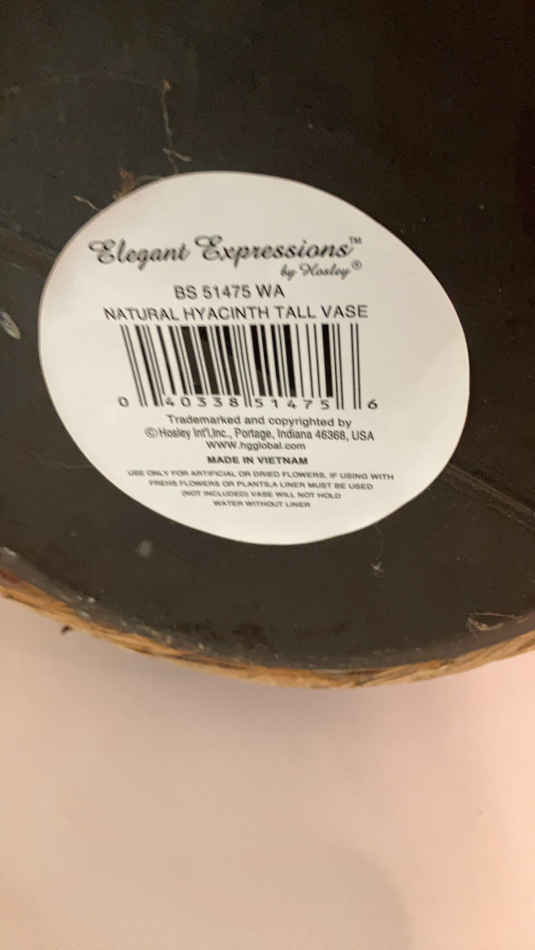 Elegant Expressions™
by Hosley®
BS 51475 WA
NATURAL HYACINTH TALL VASE
0 40338 51475 6
Trademarked and copyrighted by
©Hosley Int'l,Inc., Portage, Indiana 46368, USA
www.hgglobal.com
MADE IN VIETNAM
USE ONLY FOR ARTIFICIAL OR DRIED FLOWERS, IF USING WITH
FREHS FLOWERS OR PLANTS,A LINER MUST BE USED
(NOT INCLUDED) VASE WILL NOT HOLD
WATER WITHOUT LINER